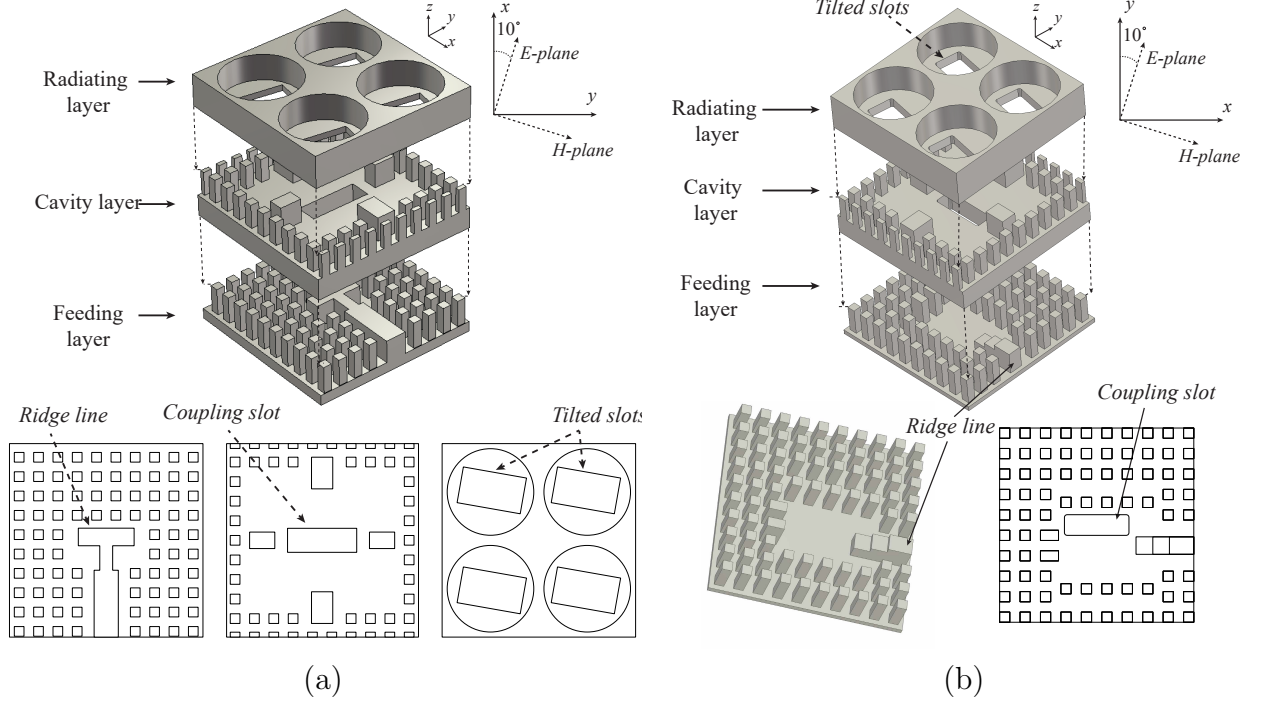 Radiating
layer
Cavity layer
Feeding
layer
z
y
x
x
10°
E-plane
y
H-plane
Ridge line
Coupling slot
Tilted slots
(a)
Tilted slots
Radiating
layer
Cavity
layer
Feeding
layer
z
y
x
y
10°
E-plane
x
H-plane
Ridge line
Coupling slot
(b)